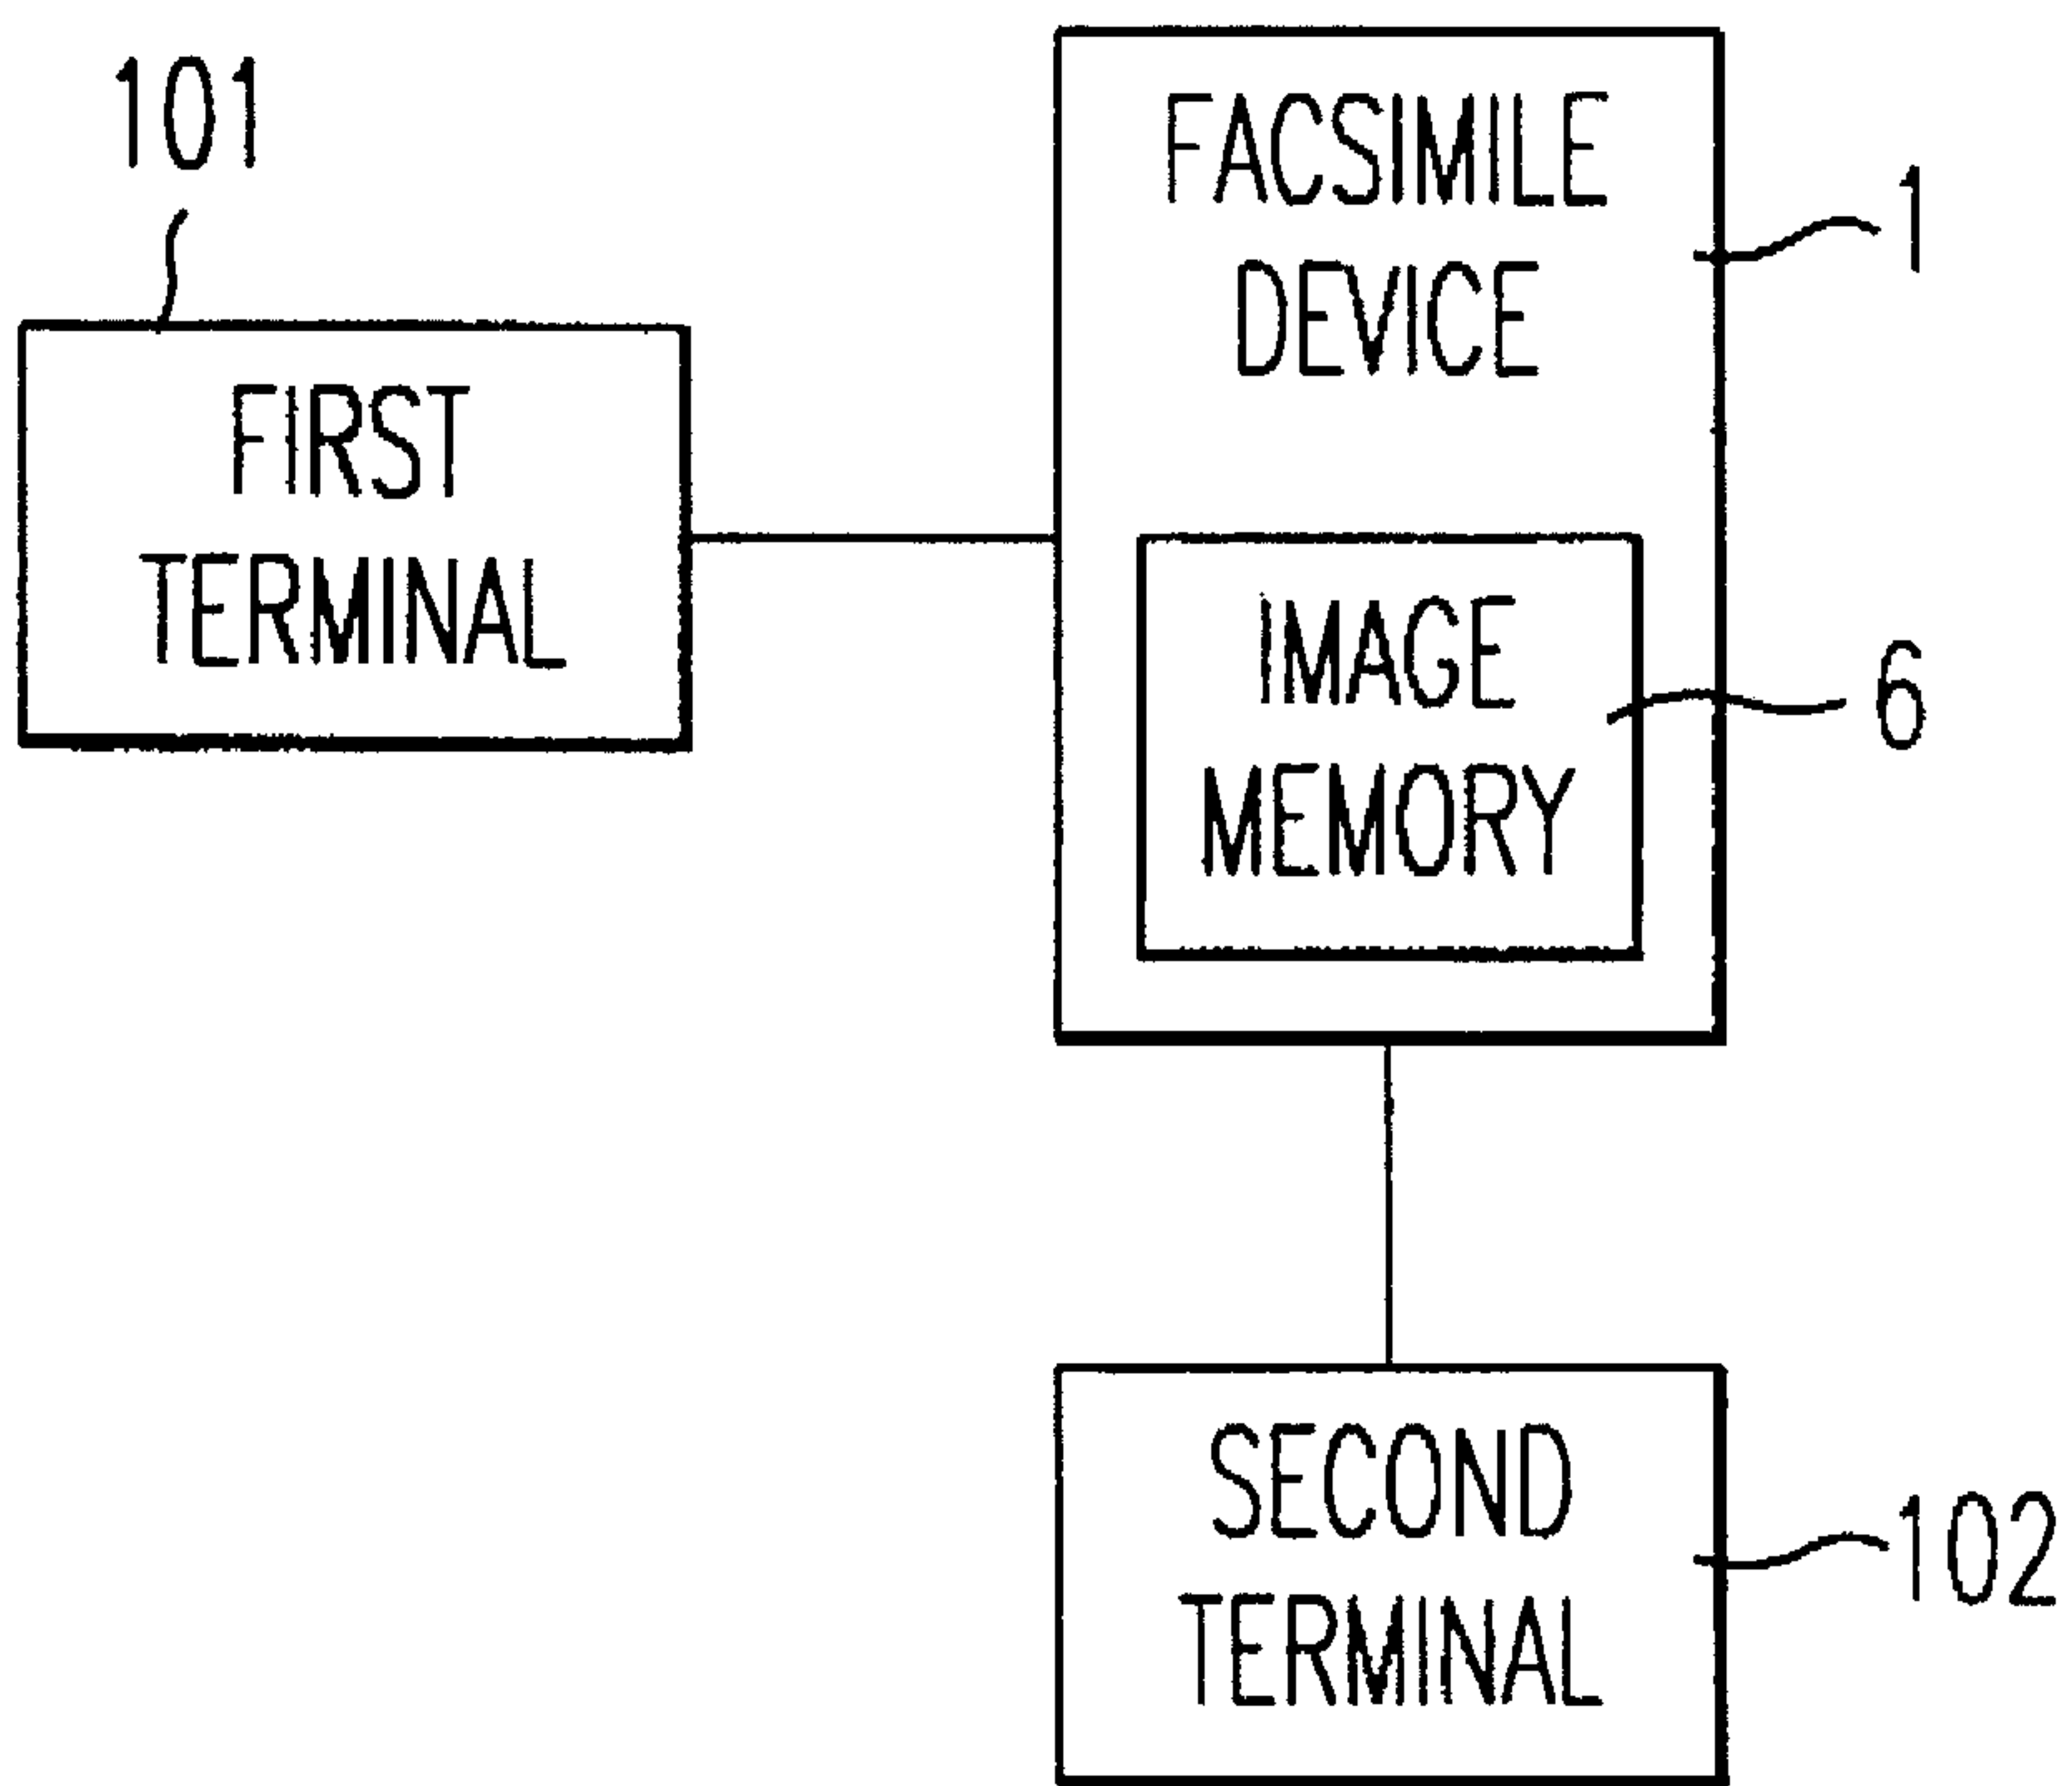 101
FIRST
TERMINAL
FACSIMILE
DEVICE
1
IMAGE
MEMORY
6
SECOND
TERMINAL
102